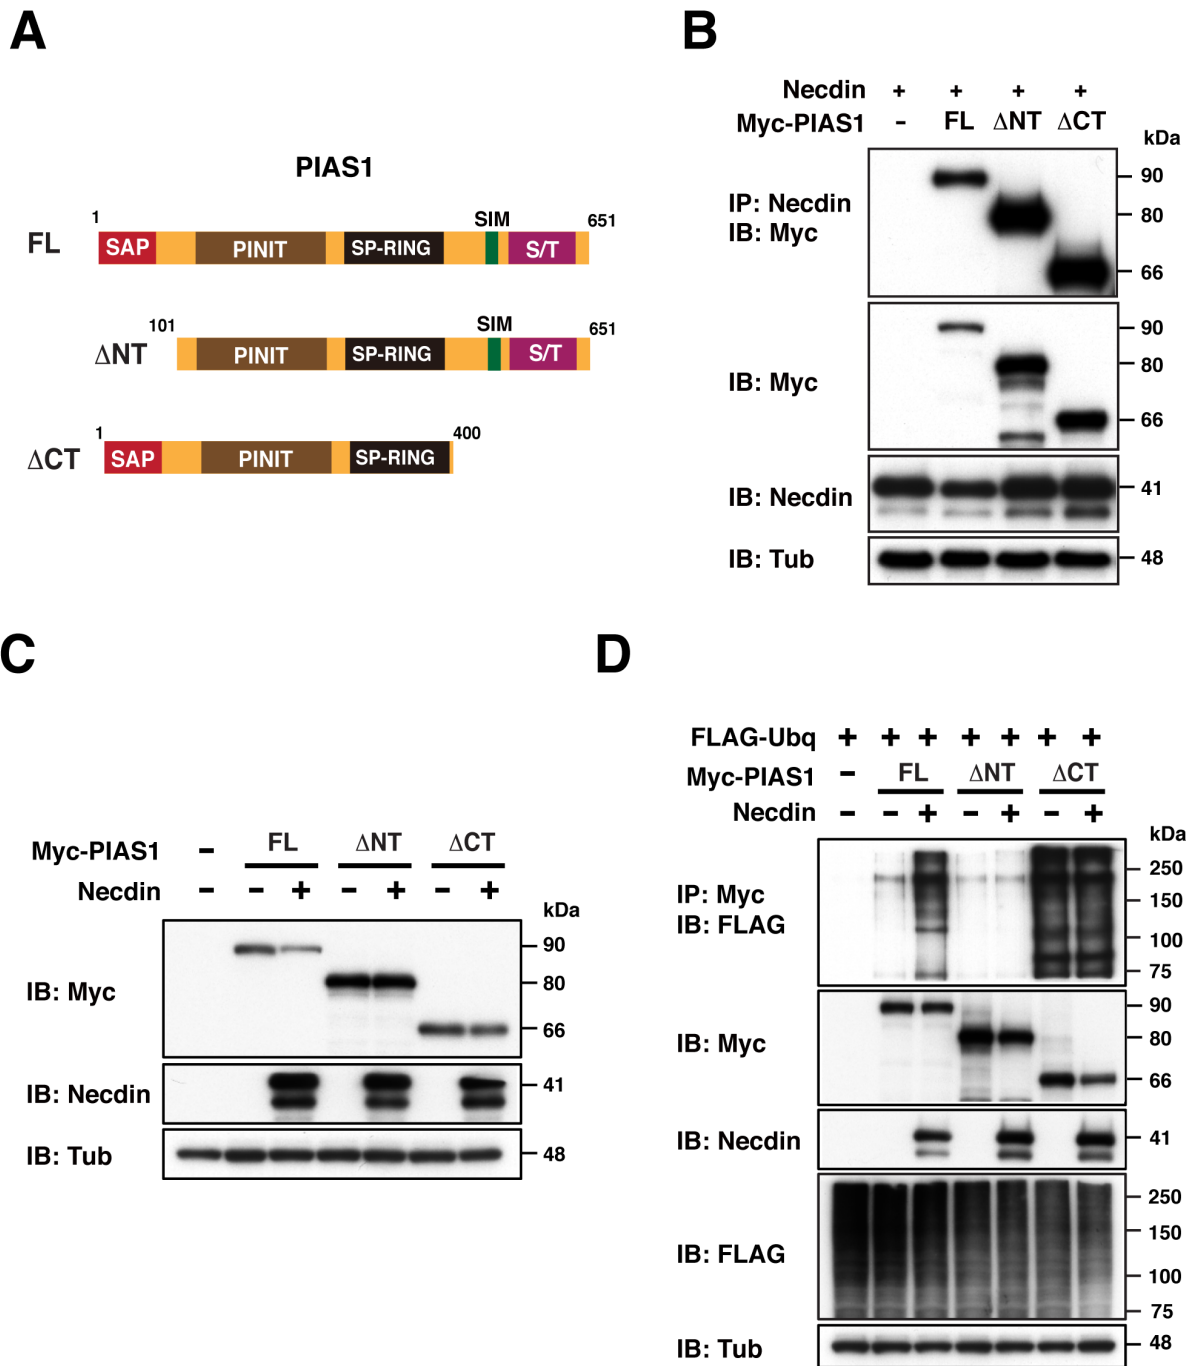 A
PIAS1
1
SIM
651
FL
SAP
PINIT
SP-RING
S/T
101
SIM
651
ΔNT
PINIT
SP-RING
S/T
1
400
ΔCT
SAP
PINIT
SP-RING
B
Necdin + + + +
Myc-PIAS1 - FL ΔNT ΔCT
kDa
IP: Necdin
IB: Myc
90
80
66
IB: Myc
90
80
66
IB: Necdin
41
IB: Tub
48
C
Myc-PIAS1 - FL ΔNT ΔCT
Necdin - - + - + - +
kDa
IB: Myc
90
80
66
IB: Necdin
41
IB: Tub
48
D
FLAG-Ubq + + + + + + +
Myc-PIAS1 - FL ΔNT ΔCT
Necdin - - + - + - +
kDa
IP: Myc
IB: FLAG
250
150
100
75
IB: Myc
90
80
66
IB: Necdin
41
IB: FLAG
250
150
100
75
IB: Tub
48